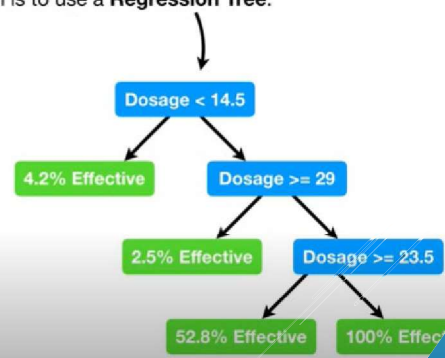 is to use a Regression Tree.
Dosage < 14.5
4.2% Effective
Dosage >= 29
2.5% Effective
Dosage >= 23.5
52.8% Effective
100% Effec